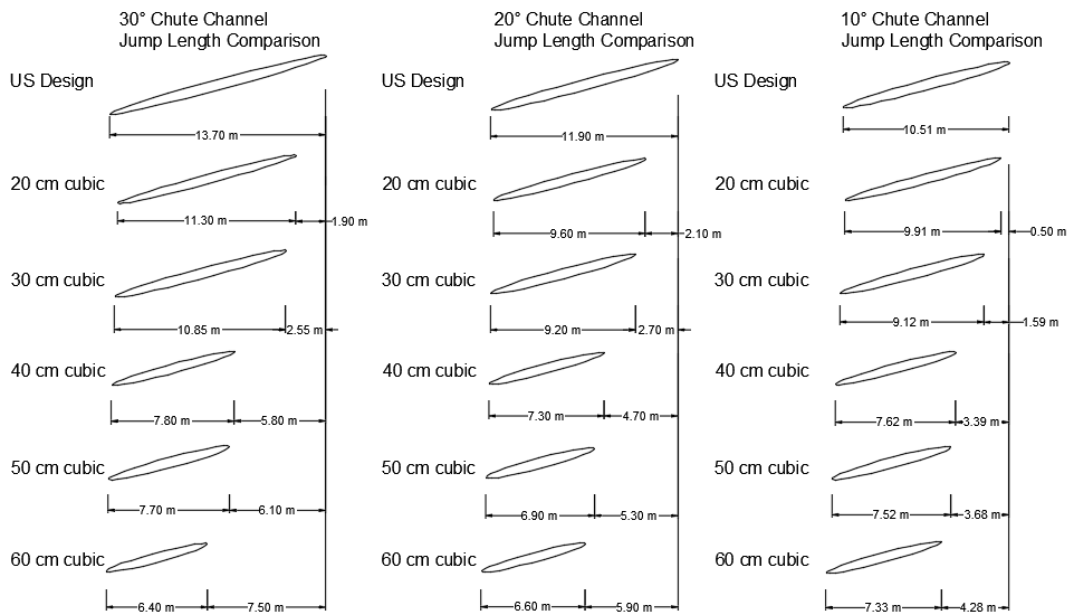 30° Chute Channel
Jump Length Comparison
20° Chute Channel
Jump Length Comparison
10° Chute Channel
Jump Length Comparison
US Design
13.70 m
US Design
11.90 m
US Design
10.51 m
20 cm cubic
11.30 m
1.90 m
20 cm cubic
9.60 m
2.10 m
20 cm cubic
9.91 m
0.50 m
30 cm cubic
10.85 m
2.55 m
30 cm cubic
9.20 m
2.70 m
30 cm cubic
9.12 m
1.59 m
40 cm cubic
7.80 m
5.80 m
40 cm cubic
7.30 m
4.70 m
40 cm cubic
7.62 m
3.39 m
50 cm cubic
7.70 m
6.10 m
50 cm cubic
6.90 m
5.30 m
50 cm cubic
7.52 m
3.68 m
60 cm cubic
6.40 m
7.50 m
60 cm cubic
6.60 m
5.90 m
60 cm cubic
7.33 m
4.28 m